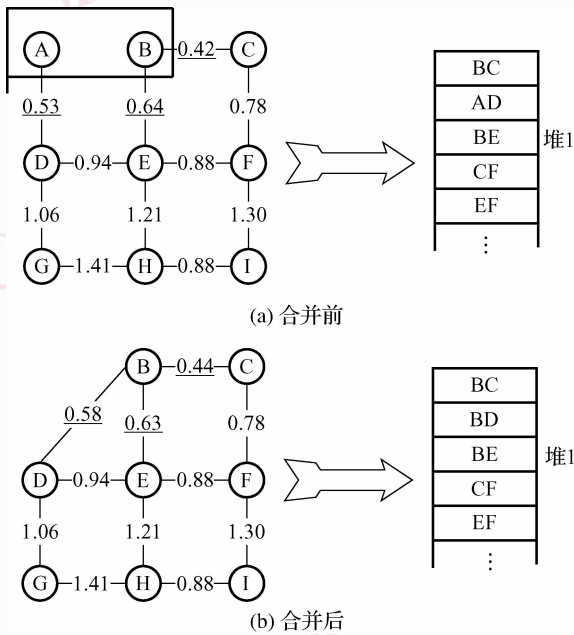 A B 0.42 C
0.53 0.64 0.78
D 0.94 E 0.88 F
1.06 1.21 1.30
G 1.41 H 0.88 I
BC
AD
BE
CF
EF
⋮
堆1
(a) 合并前
B 0.44 C
0.58 0.63 0.78
D 0.94 E 0.88 F
1.06 1.21 1.30
G 1.41 H 0.88 I
BC
BD
BE
CF
EF
⋮
堆1
(b) 合并后